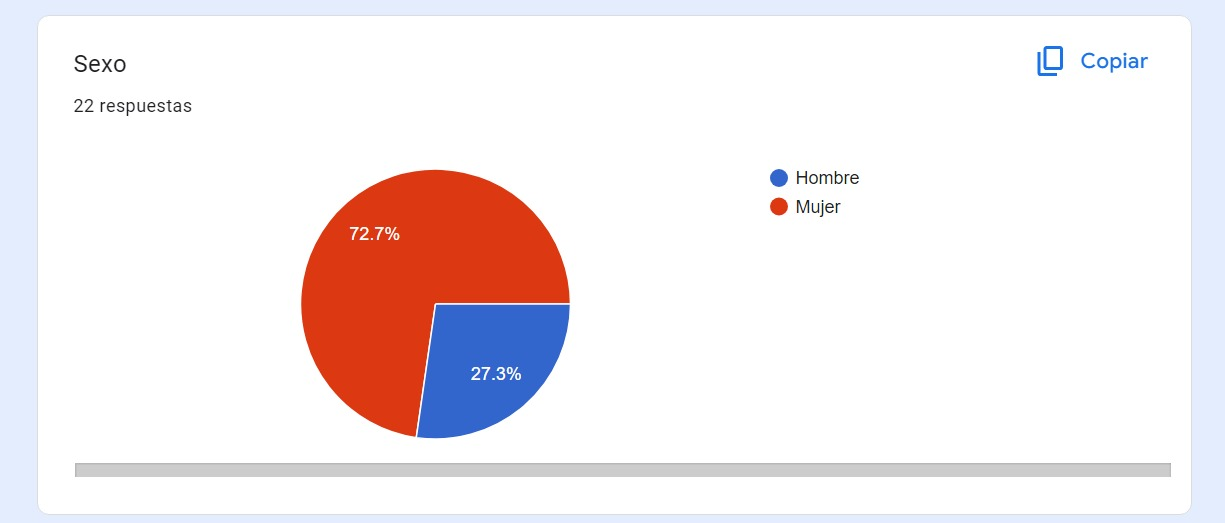 Sexo
Copiar
22 respuestas
Hombre
Mujer
72.7%
27.3%